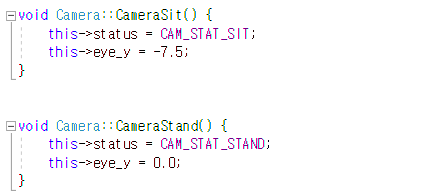 void Camera::CameraSit() {
this->status = CAM_STAT_SIT;
this->eye_y = -7.5;
}
void Camera::CameraStand() {
this->status = CAM_STAT_STAND;
this->eye_y = 0.0;
}